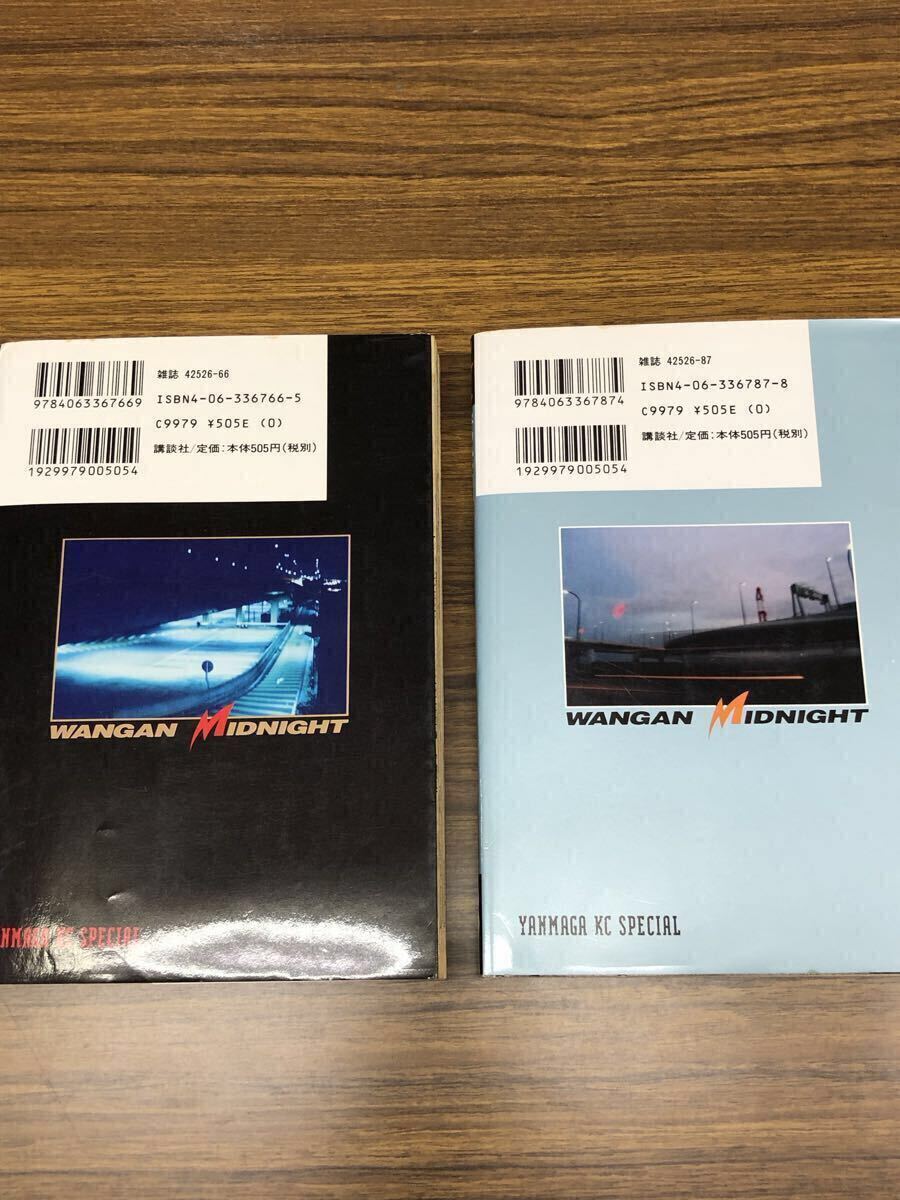 雑誌 42526-66
9784063367669
ISBN4-06-336766-5
C9979 ¥505E (0)
1929979005054
講談社/定価:本体505円(税別)
WANGAN MIDNIGHT
YANMAGA KC SPECIAL
雑誌 42526-87
9784063367874
ISBN4-06-336787-8
C9979 ¥505E (0)
1929979005054
講談社/定価:本体505円(税別)
WANGAN MIDNIGHT
YANMAGA KC SPECIAL